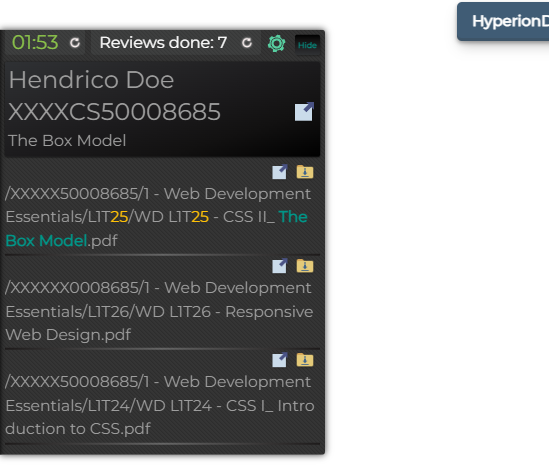 HyperionD
01:53 Reviews done: 7 Hide
Hendrico Doe
XXXXCS50008685
The Box Model
/XXXXX50008685/1 - Web Development
Essentials/L1T25/WD L1T25 - CSS II_ The
Box Model.pdf
/XXXXXX0008685/1 - Web Development
Essentials/L1T26/WD L1T26 - Responsive
Web Design.pdf
/XXXXX50008685/1 - Web Development
Essentials/L1T24/WD L1T24 - CSS I_ Intro
duction to CSS.pdf